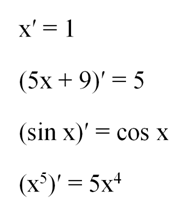 x′ = 1
(5x + 9)′ = 5
(sin x)′ = cos x
(x⁵)′ = 5x⁴